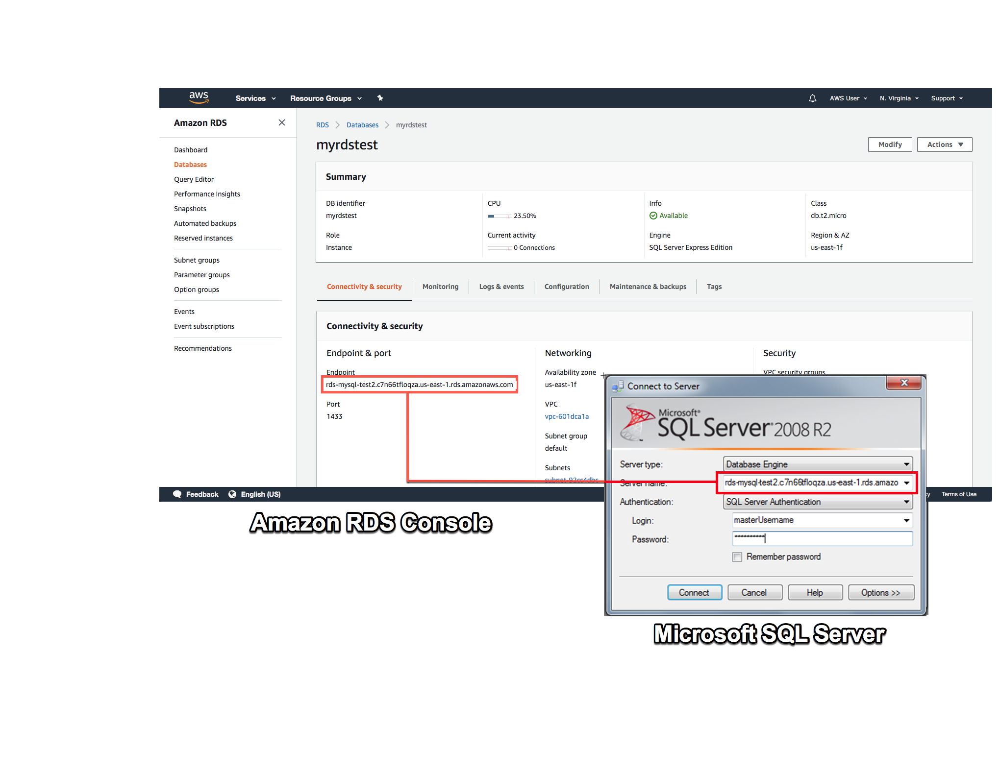 aws Services Resource Groups AWS User N. Virginia Support
Amazon RDS
Dashboard
Databases
Query Editor
Performance Insights
Snapshots
Automated backups
Reserved instances
Subnet groups
Parameter groups
Option groups
Events
Event subscriptions
Recommendations
RDS Databases myrdstest
myrdstest
Modify Actions
Summary
DB identifier CPU Info Class
myrdstest 23.50% Available db.t2.micro
Role Current activity Engine Region & AZ
Instance 0 Connections SQL Server Express Edition us-east-1f
Connectivity & security Monitoring Logs & events Configuration Maintenance & backups Tags
Connectivity & security
Endpoint & port
Endpoint
rds-mysql-test2.c7n66tfloqza.us-east-1.rds.amazonaws.com
Port
1433
Networking
Availability zone
us-east-1f
VPC
vpc-601dca1a
Subnet group
default
Subnets
subnet-92cc4dbc
Security
VPC security groups
Feedback English (US) Terms of Use
Amazon RDS Console
Connect to Server
Microsoft®
SQL Server® 2008 R2
Server type: Database Engine
Server name: rds-mysql-test2.c7n66tfloqza.us-east-1.rds.amazo
Authentication: SQL Server Authentication
Login: masterUsername
Password: **********
Remember password
Connect Cancel Help Options >>
Microsoft SQL Server